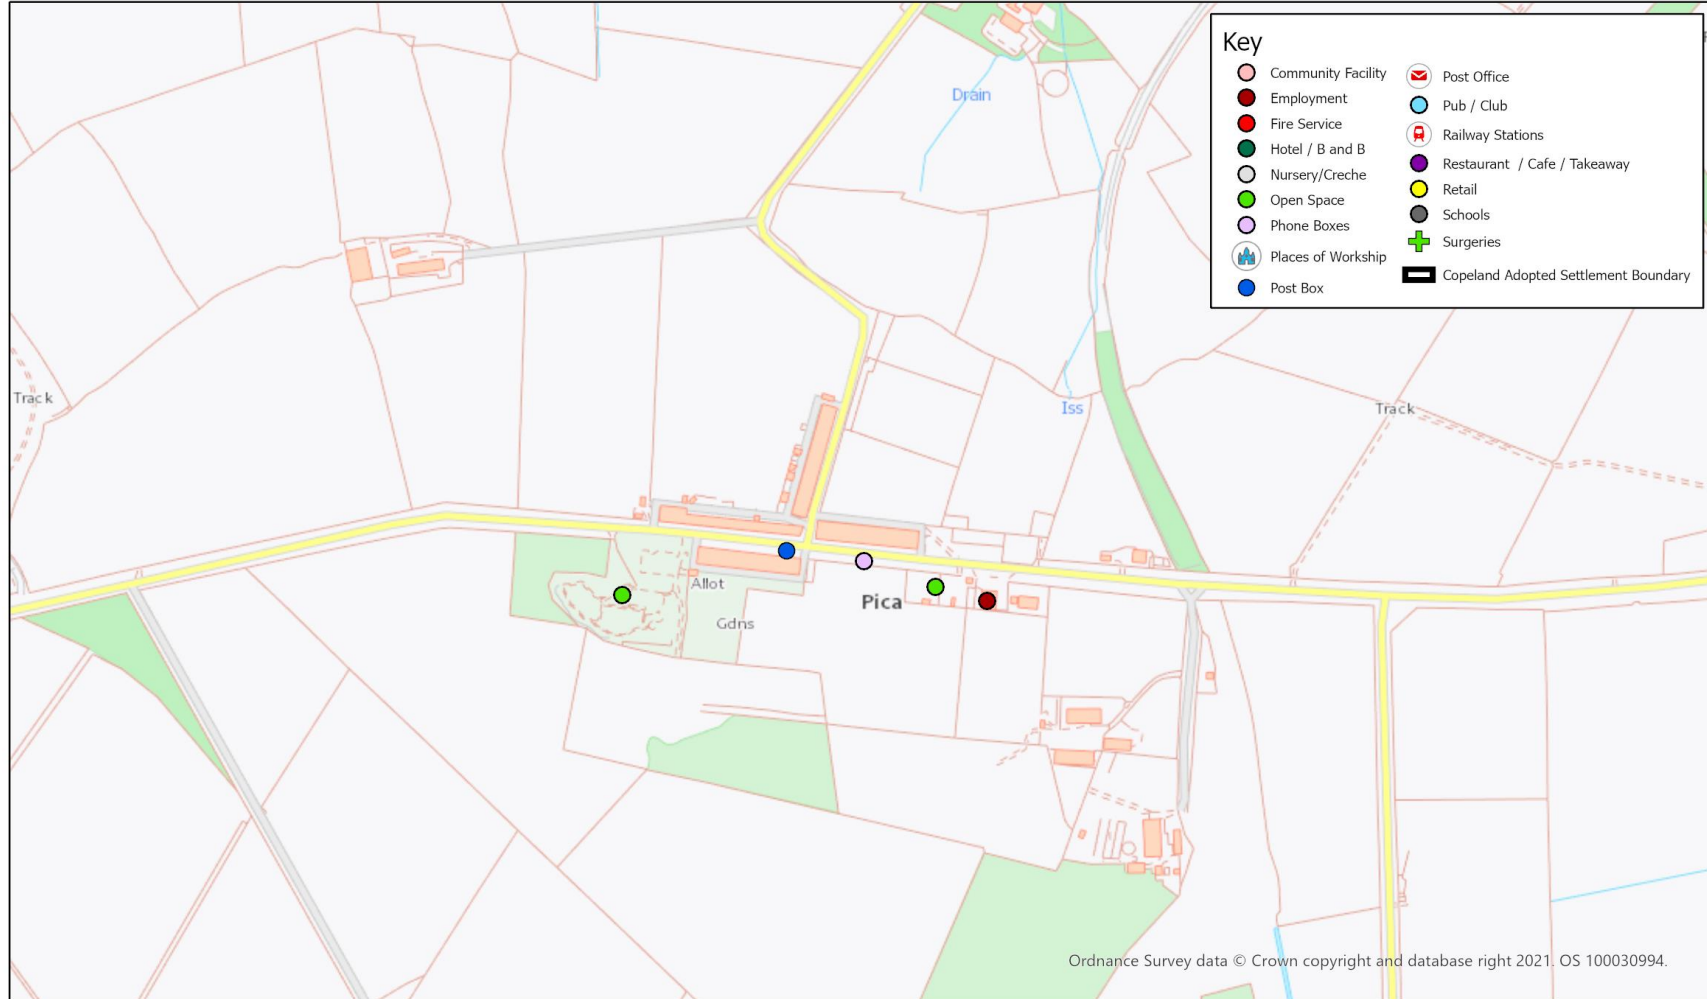 Key
Community Facility
Employment
Fire Service
Hotel / B and B
Nursery/Creche
Open Space
Phone Boxes
Places of Workship
Post Box
Post Office
Pub / Club
Railway Stations
Restaurant / Cafe / Takeaway
Retail
Schools
Surgeries
Copeland Adopted Settlement Boundary
Drain
Track
Iss
Track
Allot
Gdns
Pica
Ordnance Survey data © Crown copyright and database right 2021. OS 100030994.